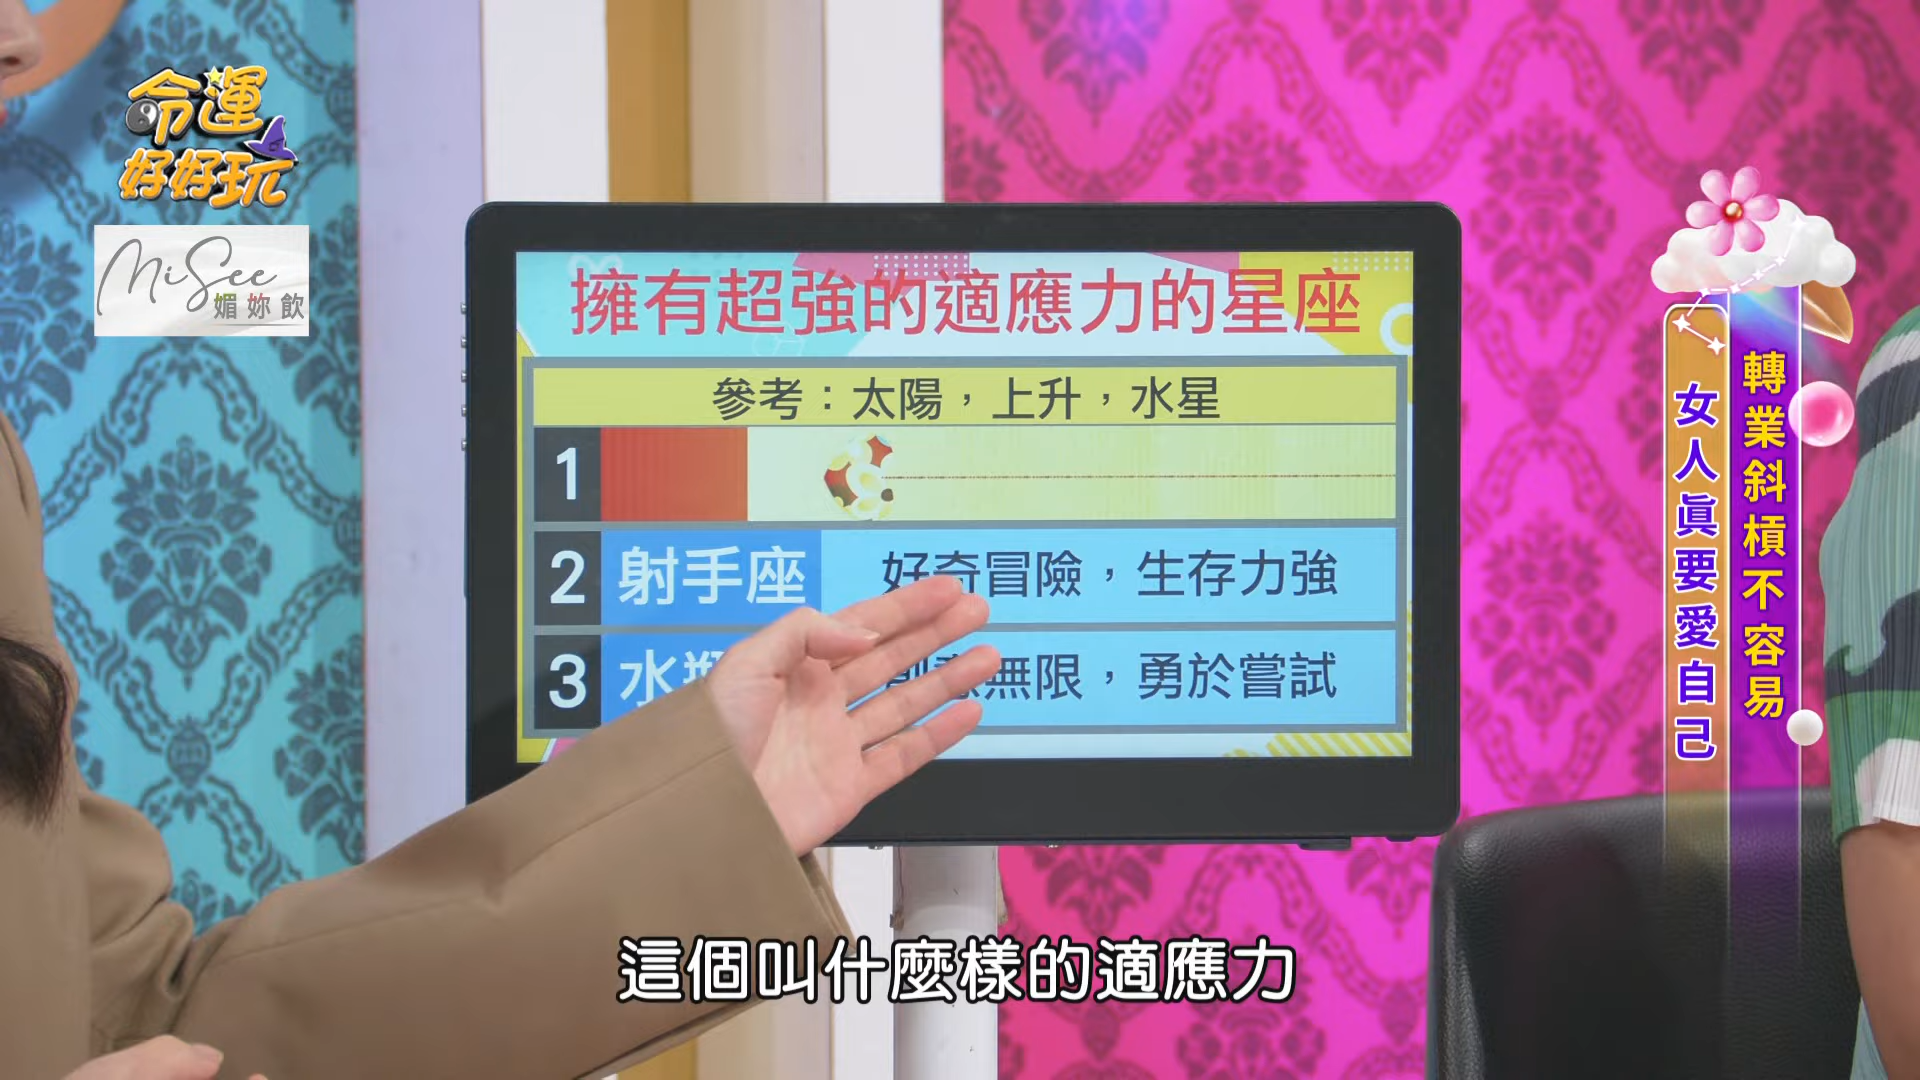 命運
好好玩
MiSee
媚妳飲
擁有超強的適應力的星座
參考：太陽，上升，水星
1
2 射手座 好奇冒險，生存力強
3 水 無限，勇於嘗試
轉業斜槓不容易
女人真要愛自己
這個叫什麼樣的適應力